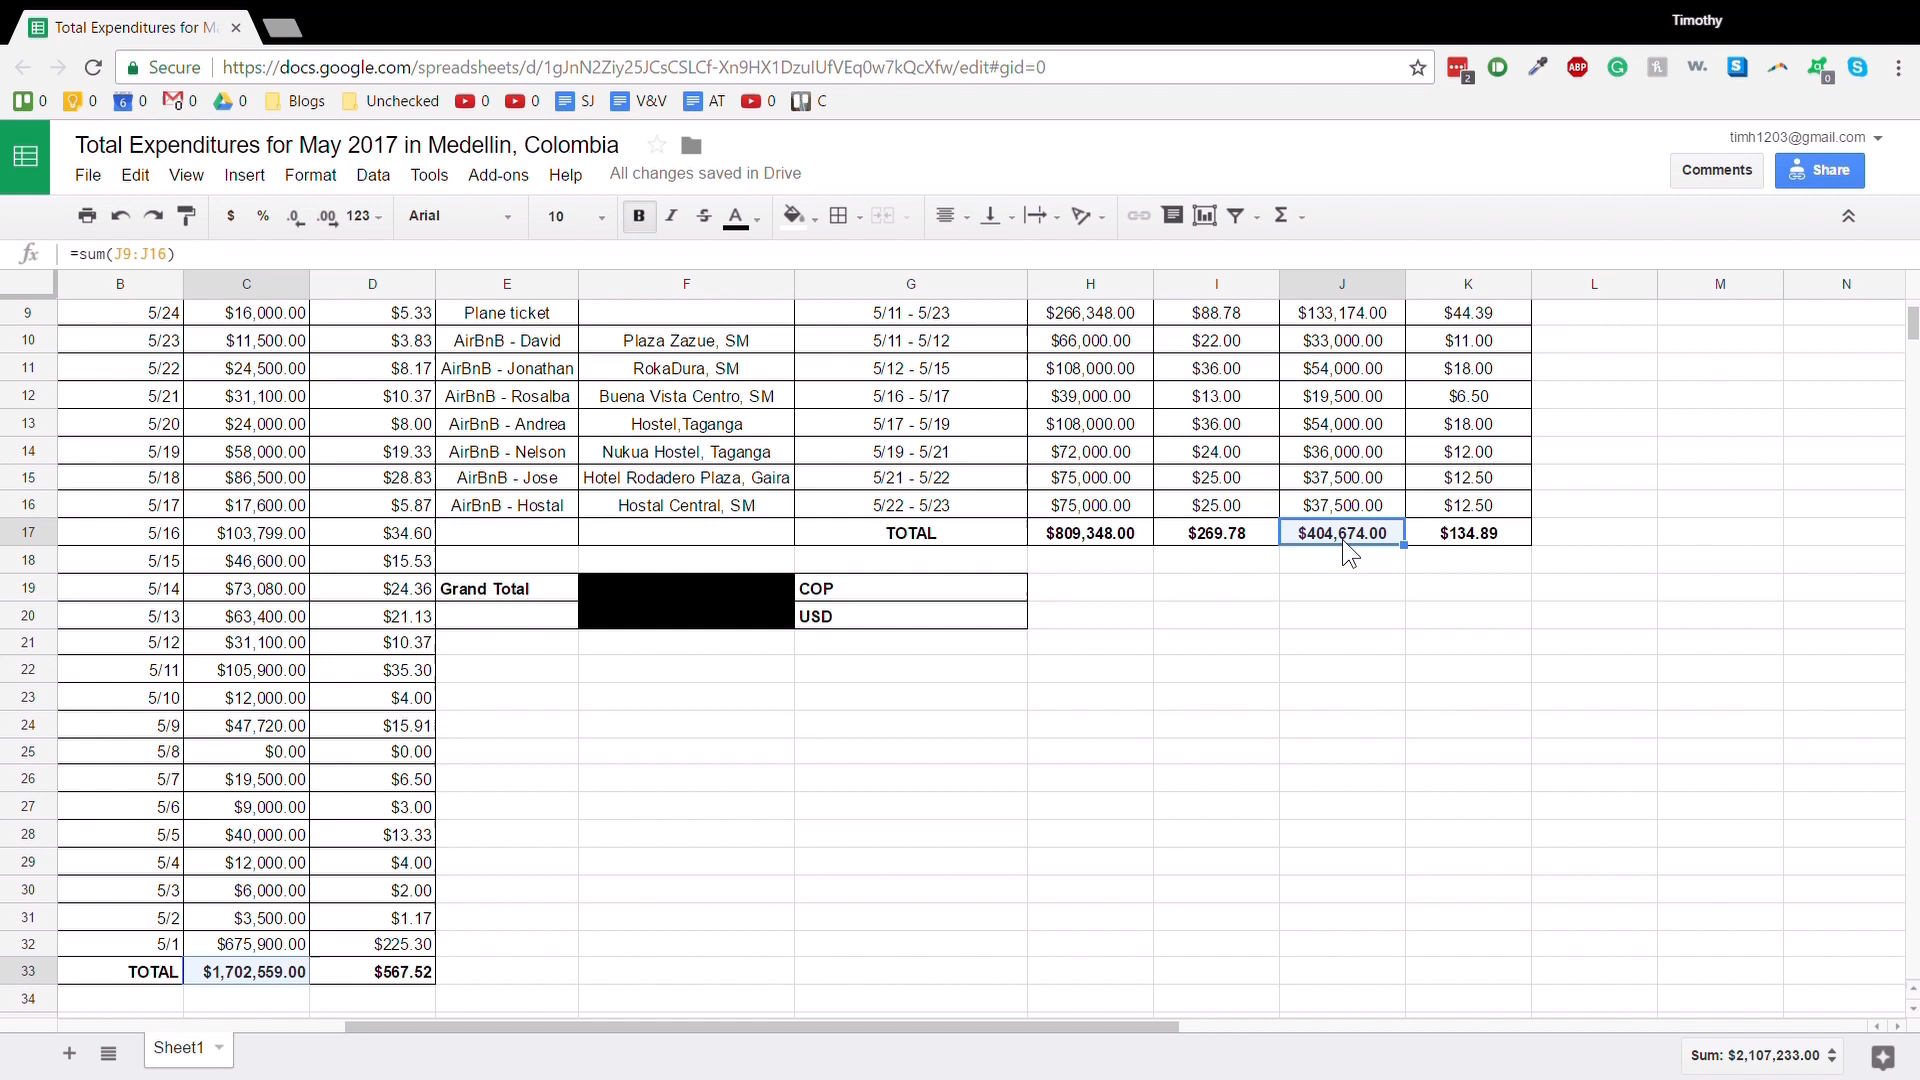 Timothy
Total Expenditures for Ma
Secure https://docs.google.com/spreadsheets/d/1gJnN2Ziy25JCsCSLCf-Xn9HX1DzuIUfVEq0w7kQcXfw/edit#gid=0
0 0 0 0 0 Blogs Unchecked 0 0 SJ V&V AT 0 C
Total Expenditures for May 2017 in Medellin, Colombia
timh1203@gmail.com
File Edit View Insert Format Data Tools Add-ons Help All changes saved in Drive
Comments Share
$ % .0 .00 123 Arial 10 B I S A Σ
fx =sum(J9:J16)
B C D E F G H I J K L M N
9 5/24 $16,000.00 $5.33 Plane ticket 5/11 - 5/23 $266,348.00 $88.78 $133,174.00 $44.39
10 5/23 $11,500.00 $3.83 AirBnB - David Plaza Zazue, SM 5/11 - 5/12 $66,000.00 $22.00 $33,000.00 $11.00
11 5/22 $24,500.00 $8.17 AirBnB - Jonathan RokaDura, SM 5/12 - 5/15 $108,000.00 $36.00 $54,000.00 $18.00
12 5/21 $31,100.00 $10.37 AirBnB - Rosalba Buena Vista Centro, SM 5/16 - 5/17 $39,000.00 $13.00 $19,500.00 $6.50
13 5/20 $24,000.00 $8.00 AirBnB - Andrea Hostel,Taganga 5/17 - 5/19 $108,000.00 $36.00 $54,000.00 $18.00
14 5/19 $58,000.00 $19.33 AirBnB - Nelson Nukua Hostel, Taganga 5/19 - 5/21 $72,000.00 $24.00 $36,000.00 $12.00
15 5/18 $86,500.00 $28.83 AirBnB - Jose Hotel Rodadero Plaza, Gaira 5/21 - 5/22 $75,000.00 $25.00 $37,500.00 $12.50
16 5/17 $17,600.00 $5.87 AirBnB - Hostal Hostal Central, SM 5/22 - 5/23 $75,000.00 $25.00 $37,500.00 $12.50
17 5/16 $103,799.00 $34.60 TOTAL $809,348.00 $269.78 $404,674.00 $134.89
18 5/15 $46,600.00 $15.53
19 5/14 $73,080.00 $24.36 Grand Total COP
20 5/13 $63,400.00 $21.13 USD
21 5/12 $31,100.00 $10.37
22 5/11 $105,900.00 $35.30
23 5/10 $12,000.00 $4.00
24 5/9 $47,720.00 $15.91
25 5/8 $0.00 $0.00
26 5/7 $19,500.00 $6.50
27 5/6 $9,000.00 $3.00
28 5/5 $40,000.00 $13.33
29 5/4 $12,000.00 $4.00
30 5/3 $6,000.00 $2.00
31 5/2 $3,500.00 $1.17
32 5/1 $675,900.00 $225.30
33 TOTAL $1,702,559.00 $567.52
34
Sheet1 Sum: $2,107,233.00